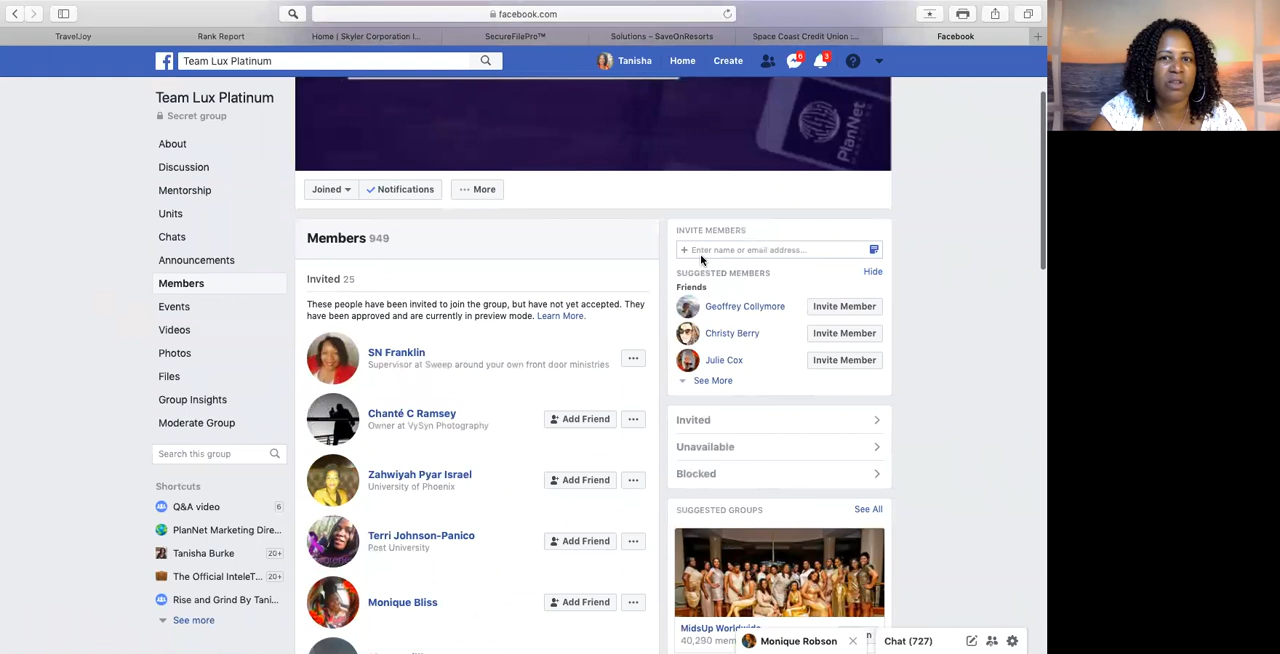 facebook.com
TravelJoy
Rank Report
Home | Skyler Corporation I...
SecureFilePro™
Solutions – SaveOnResorts
Space Coast Credit Union :...
Facebook
Team Lux Platinum
Tanisha
Home
Create
6
3
Team Lux Platinum
Secret group
About
Discussion
Mentorship
Units
Chats
Announcements
Members
Events
Videos
Photos
Files
Group Insights
Moderate Group
Search this group
Shortcuts
Q&A video 6
PlanNet Marketing Dire...
Tanisha Burke 20+
The Official InteleT... 20+
Rise and Grind By Tani...
See more
PlanNet
Joined
Notifications
More
Members 949
Invited 25
These people have been invited to join the group, but have not yet accepted. They
have been approved and are currently in preview mode. Learn More.
SN Franklin
Supervisor at Sweep around your own front door ministries
Chanté C Ramsey
Owner at VySyn Photography
Add Friend
Zahwiyah Pyar Israel
University of Phoenix
Add Friend
Terri Johnson-Panico
Post University
Add Friend
Monique Bliss
Add Friend
INVITE MEMBERS
+ Enter name or email address...
SUGGESTED MEMBERS
Hide
Friends
Geoffrey Collymore
Invite Member
Christy Berry
Invite Member
Julie Cox
Invite Member
See More
Invited
Unavailable
Blocked
SUGGESTED GROUPS
See All
MidsUp Worldwide
40,290 mem
Monique Robson
Chat (727)